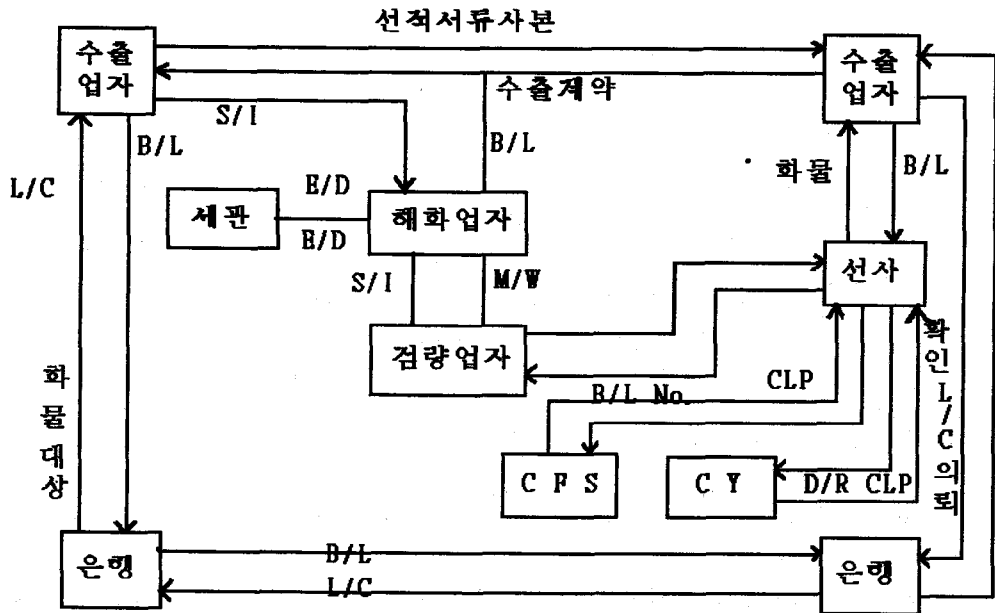 선적서류사본
수출
업자
수출
업자
수출계약
S/I
B/L
B/L
화물
B/L
L/C
E/D
세관
해화업자
E/D
선사
S/I
M/W
검량업자
확인L/C의뢰
화물대상
B/L No.
CLP
C F S
C Y
D/R CLP
은행
B/L
은행
L/C